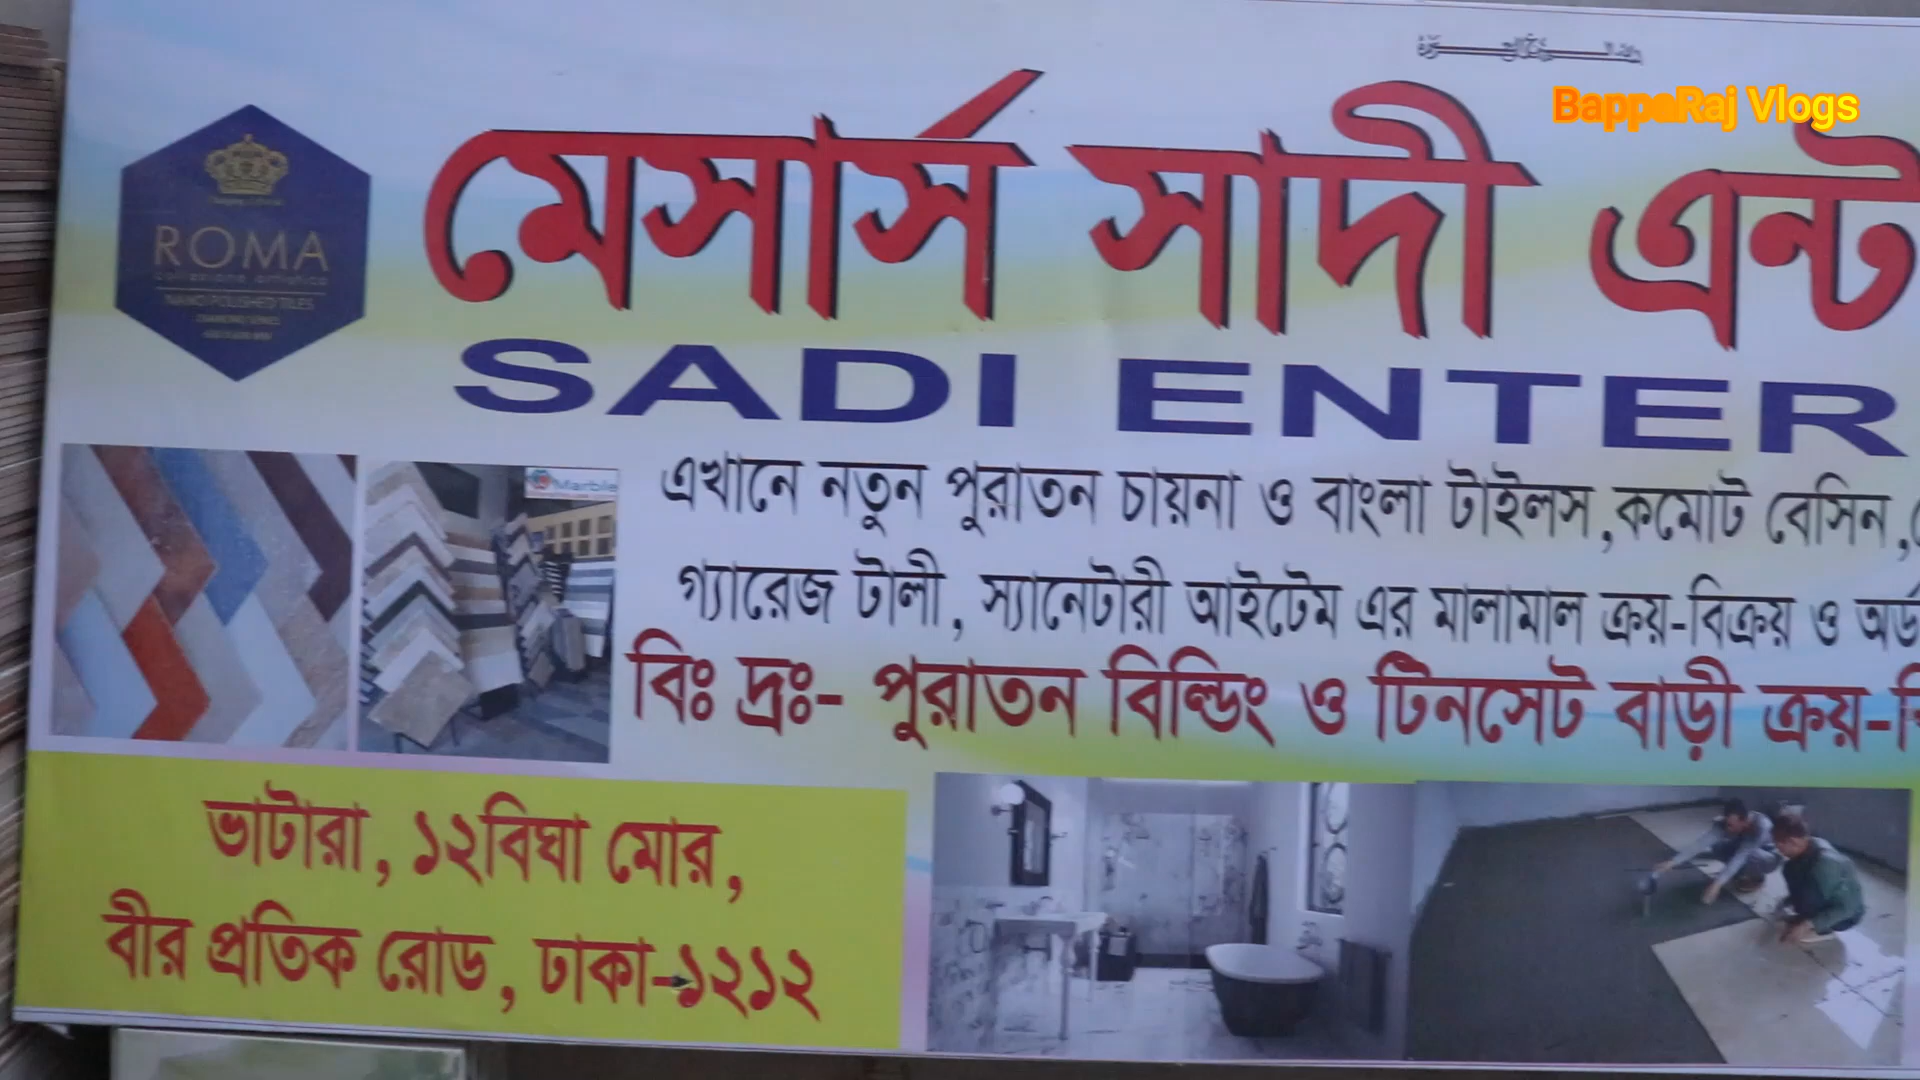 BappaRaj Vlogs
মেসার্স সাদী এন্ট
SADI ENTER
ROMA
NANO POLISHED TILES
Marble
এখানে নতুন পুরাতন চায়না ও বাংলা টাইলস,কমোট বেসিন,
গ্যারেজ টালী, স্যানেটারী আইটেম এর মালামাল ক্রয়-বিক্রয় ও অর্ড
বিঃ দ্রঃ- পুরাতন বিল্ডিং ও টিনসেট বাড়ী ক্রয়-বি
ভাটারা, ১২বিঘা মোর,
বীর প্রতিক রোড, ঢাকা-১২১২